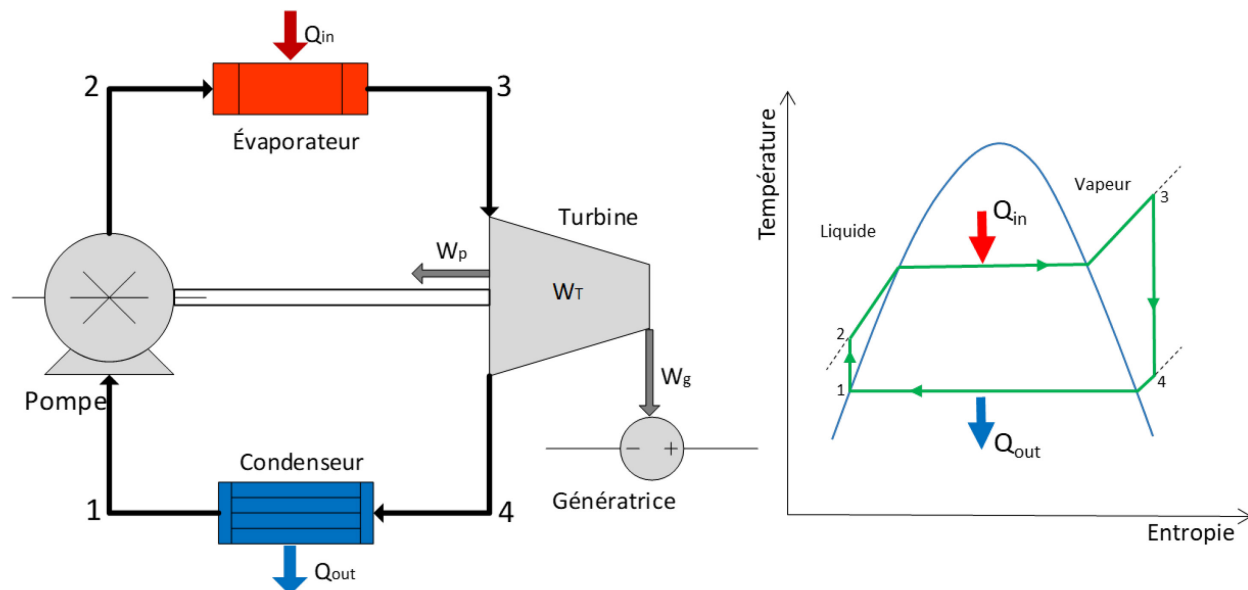 Qin
2
3
Évaporateur
Turbine
Wp
WT
Pompe
Wg
Condenseur
− +
1
4
Génératrice
Qout
Température
Vapeur
3
Qin
Liquide
2
1
4
Qout
Entropie